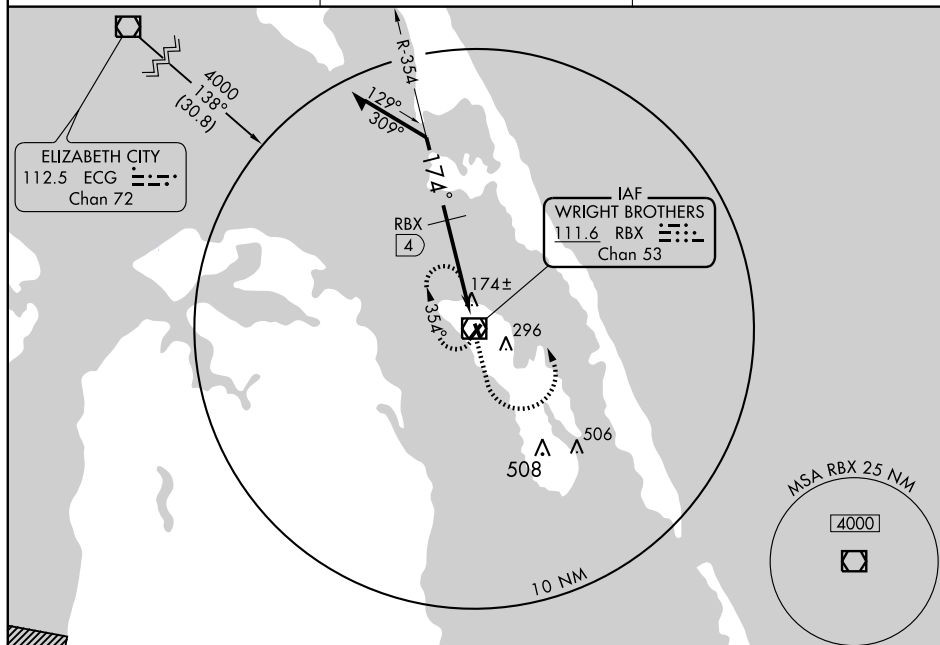 4000
138°
(30.8)
R-354
129°
309°
174°
ELIZABETH CITY
112.5 ECG
Chan 72
RBX
4
IAF
WRIGHT BROTHERS
111.6 RBX
Chan 53
174±
354°
296
508
506
MSA RBX 25 NM
4000
10 NM